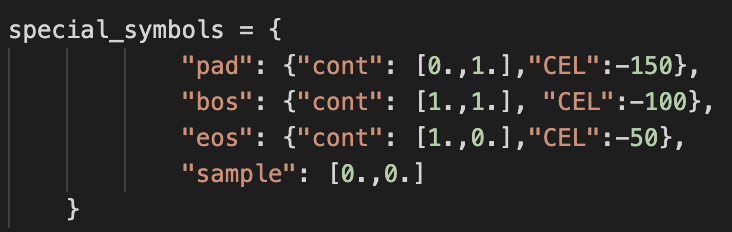 special_symbols = {
"pad": {"cont": [0.,1.],"CEL":-150},
"bos": {"cont": [1.,1.], "CEL":-100},
"eos": {"cont": [1.,0.],"CEL":-50},
"sample": [0.,0.]
}